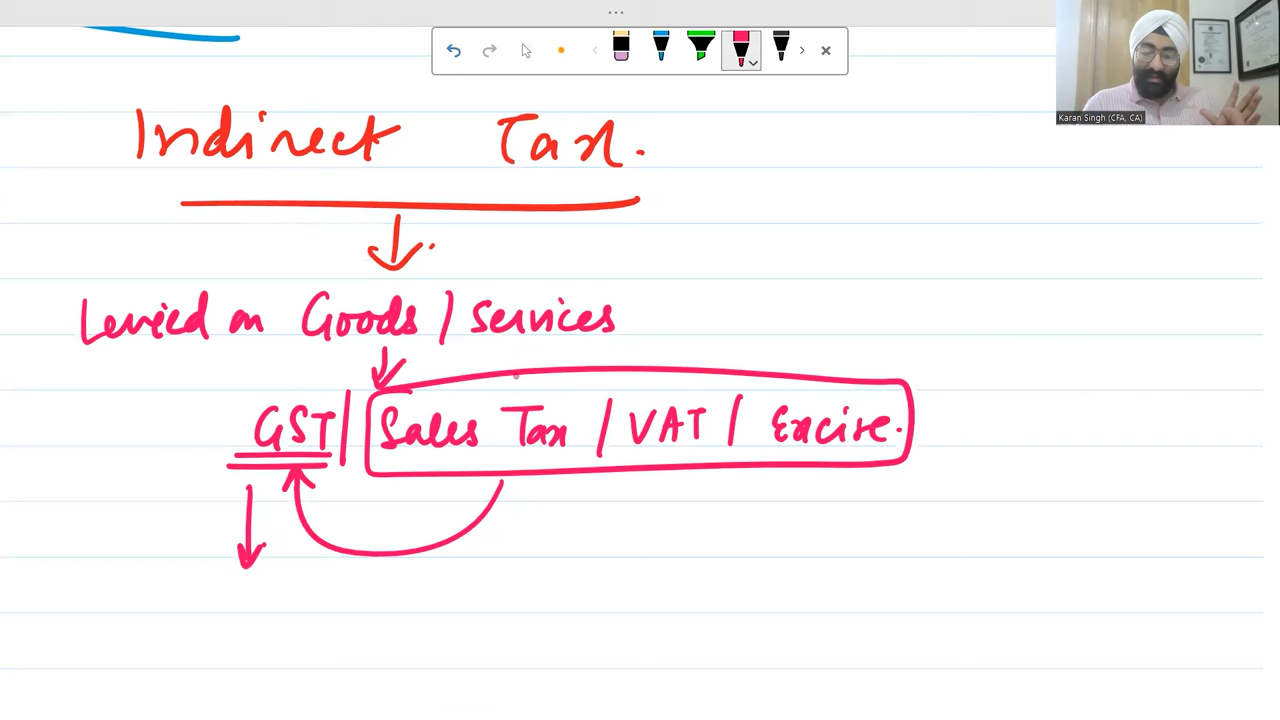 Karan Singh (CFA, CA)
Indirect Tax.
Levied on Goods / Services
GST / Sales Tax / VAT / Excise.